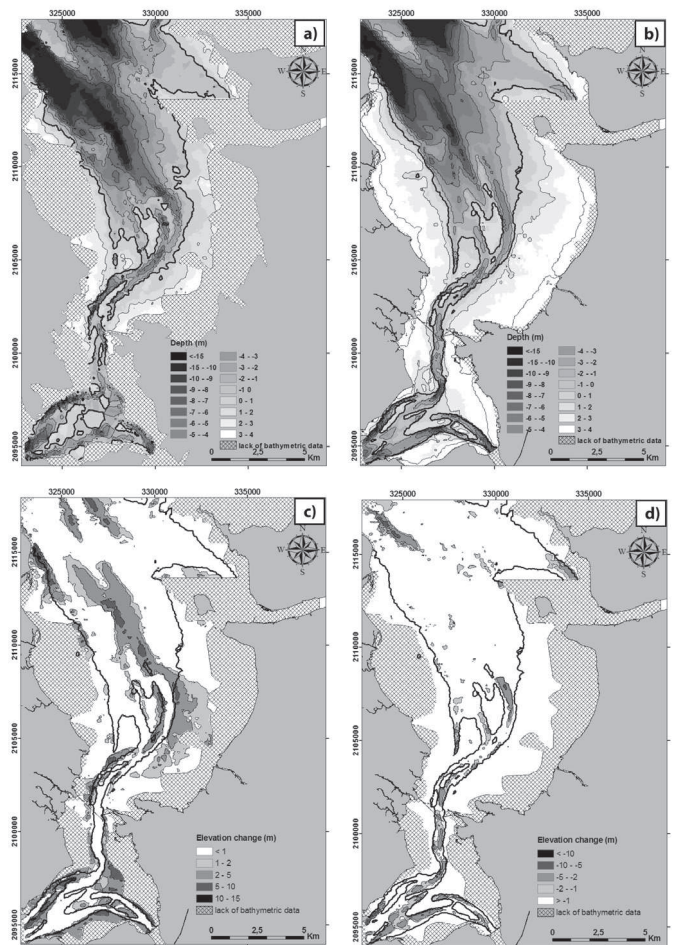 325000 330000 335000
a)
N
W E
S
2115000
2110000
2105000
2100000
2095000
Depth (m)
<-15
-15 - -10
-10 - -9
-9 - -8
-8 - -7
-7 - -6
-6 - -5
-5 - -4
-4 - -3
-3 - -2
-2 - -1
-1 0
0 - 1
1 - 2
2 - 3
3 - 4
lack of bathymetric data
0 2,5 5
Km
325000 330000 335000
b)
N
W E
S
2115000
2110000
2105000
2100000
2095000
Depth (m)
<-15
-15 - -10
-10 - -9
-9 - -8
-8 - -7
-7 - -6
-6 - -5
-5 - -4
-4 - -3
-3 - -2
-2 - -1
-1 - 0
0 - 1
1 - 2
2 - 3
3 - 4
lack of bathymetric data
0 2,5 5
Km
325000 330000 335000
c)
N
W E
S
2115000
2110000
2105000
2100000
2095000
Elevation change (m)
< 1
1 - 2
2 - 5
5 - 10
10 - 15
lack of bathymetric data
0 2,5 5
Km
325000 330000 335000
d)
N
W E
S
2115000
2110000
2105000
2100000
2095000
Elevation change (m)
< -10
-10 - -5
-5 - -2
-2 - -1
> -1
lack of bathymetric data
0 2,5 5
Km